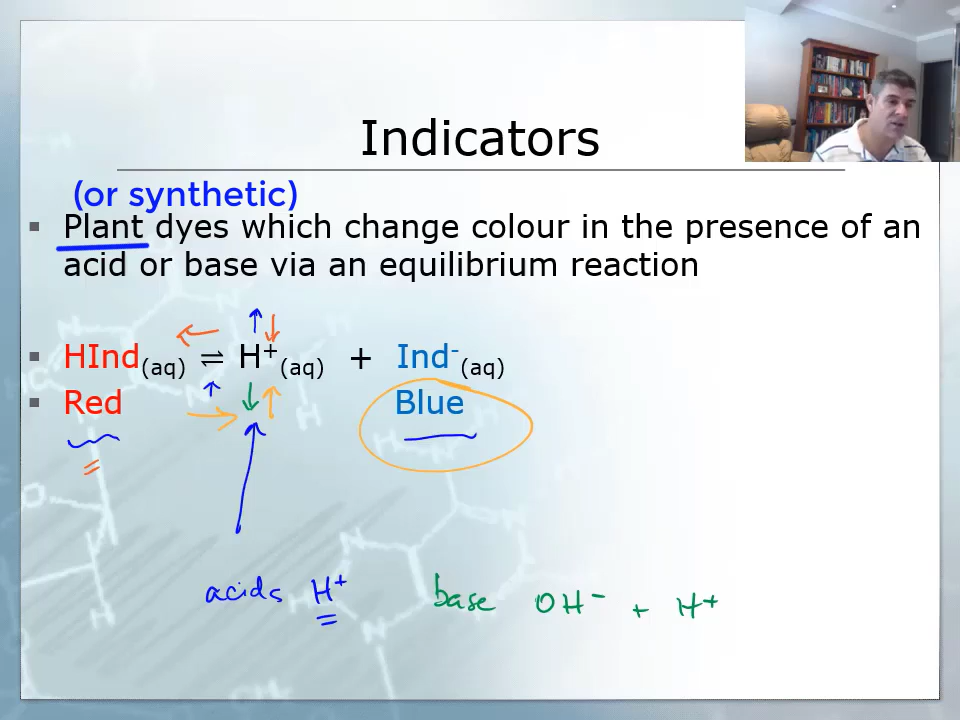 Indicators
(or synthetic)
▪ Plant dyes which change colour in the presence of an
acid or base via an equilibrium reaction
▪ HInd(aq) ⇌ H⁺(aq) + Ind⁻(aq)
▪ Red Blue
acids H⁺ base OH⁻ + H⁺